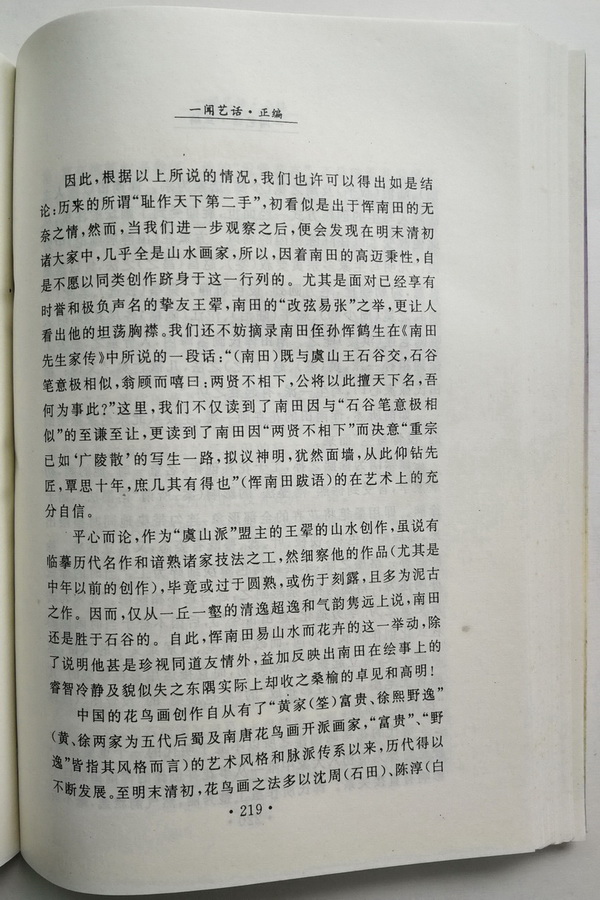 一闻艺话·正编
因此，根据以上所说的情况，我们也许可以得出如是结
论：历来的所谓“耻作天下第二手”，初看似是出于恽南田的无
奈之情，然而，当我们进一步观察之后，便会发现在明末清初
诸大家中，几乎全是山水画家，所以，因着南田的高迈秉性，自
是不愿以同类创作跻身于这一行列的。尤其是面对已经享有
时誉和极负声名的挚友王翚，南田的“改弦易张”之举，更让人
看出他的坦荡胸襟。我们还不妨摘录南田侄孙恽鹤生在《南田
先生家传》中所说的一段话：“（南田）既与虞山王石谷交，石谷
笔意极相似，翁顾而嘻曰：两贤不相下，公将以此擅天下名，吾
何为事此？”这里，我们不仅读到了南田因与“石谷笔意极相
似”的至谦至让，更读到了南田因“两贤不相下”而决意“重宗
已如‘广陵散’的写生一路，拟议神明，犹然面墙，从此仰钻先
匠，覃思十年，庶几其有得也”（恽南田跋语）的在艺术上的充
分自信。
平心而论，作为“虞山派”盟主的王翚的山水创作，虽说有
临摹历代名作和谙熟诸家技法之工，然细察他的作品（尤其是
中年以前的创作），毕竟或过于圆熟，或伤于刻露，且多为泥古
之作。因而，仅从一丘一壑的清逸超逸和气韵隽远上说，南田
还是胜于石谷的。自此，恽南田易山水而花卉的这一举动，除
了说明他甚是珍视同道友情外，益加反映出南田在绘事上的
睿智冷静及貌似失之东隅实际上却收之桑榆的卓见和高明！
中国的花鸟画创作自从有了“黄家（筌）富贵、徐熙野逸”
（黄、徐两家为五代后蜀及南唐花鸟画开派画家，“富贵”、“野
逸”皆指其风格而言）的艺术风格和脉派传系以来，历代得以
不断发展。至明末清初，花鸟画之法多以沈周（石田）、陈淳（白
·219·